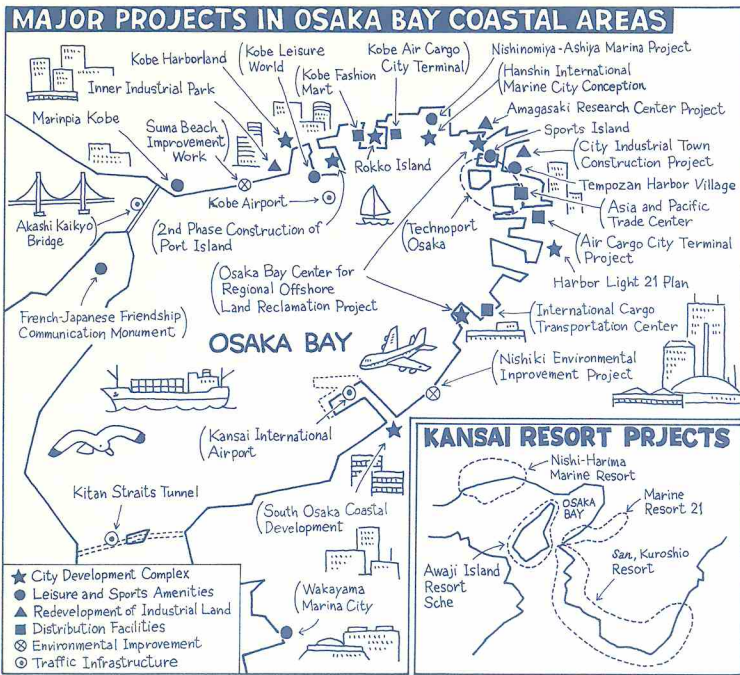 MAJOR PROJECTS IN OSAKA BAY COASTAL AREAS
Kobe Harborland
Kobe Leisure
World
Kobe Air Cargo
City Terminal
Nishinomiya-Ashiya Marina Project
Kobe Fashion
Mart
Hanshin International
Marine City Conception
Inner Industrial Park
Amagasaki Research Center Project
Marinpia Kobe
Suma Beach
Improvement
Work
Sports Island
City Industrial Town
Construction Project
Rokko Island
Tempozan Harbor Village
Kobe Airport
Asia and Pacific
Trade Center
Akashi Kaikyo
Bridge
2nd Phase Construction of
Port Island
Technoport
Osaka
Air Cargo City Terminal
Project
Osaka Bay Center for
Regional Offshore
Land Reclamation Project
Harbor Light 21 Plan
French-Japanese Friendship
Communication Monument
International Cargo
Transportation Center
OSAKA BAY
Nishiki Environmental
Inprovement Project
Kansai International
Airport
Kitan Straits Tunnel
South Osaka Coastal
Development
Wakayama
Marina City
City Development Complex
Leisure and Sports Amenities
Redevelopment of Industrial Land
Distribution Facilities
Environmental Improvement
Traffic Infrastructure
KANSAI RESORT PRJECTS
Nishi-Harima
Marine Resort
OSAKA
BAY
Marine
Resort 21
Awaji Island
Resort
Sche
San, Kuroshio
Resort